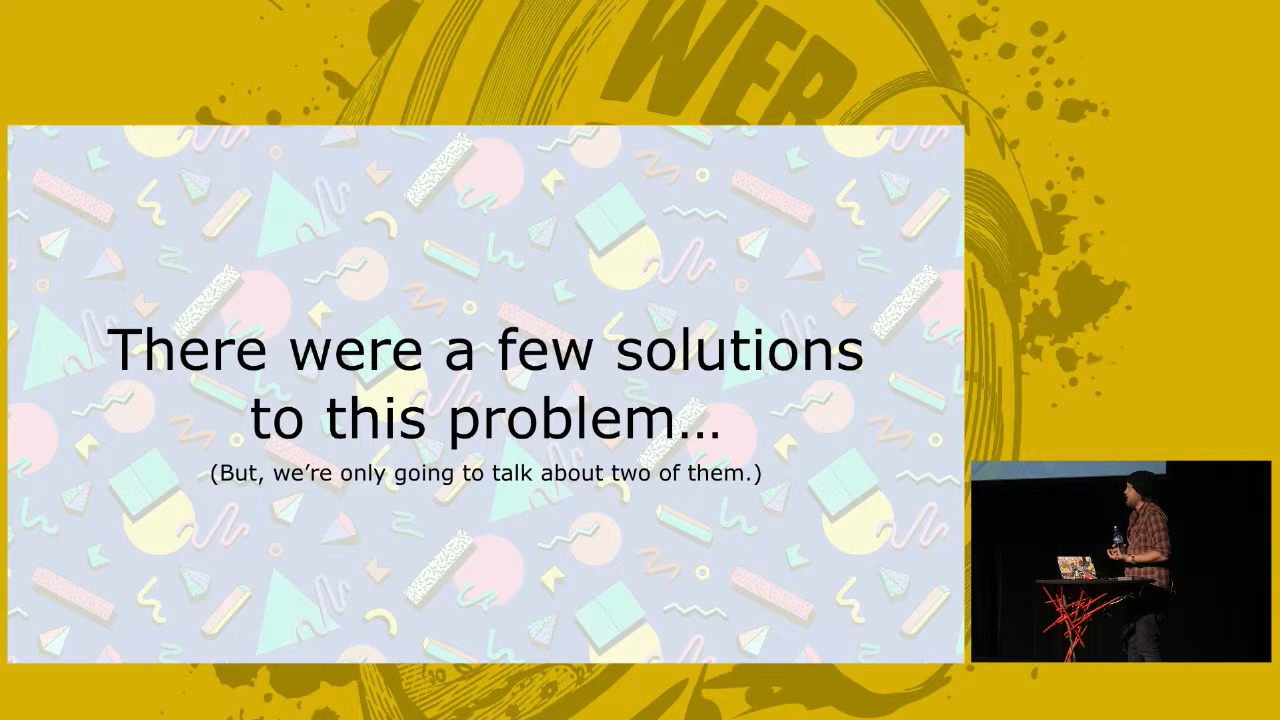 WEB
There were a few solutions
to this problem…
(But, we’re only going to talk about two of them.)